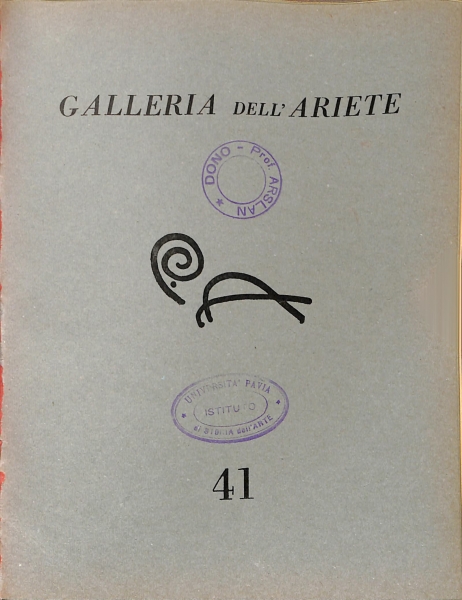 GALLERIA DELL'ARIETE
DONO - Prof. ARSLAN
UNIVERSITA' PAVIA
ISTITUTO
di STORIA dell'ARTE
41